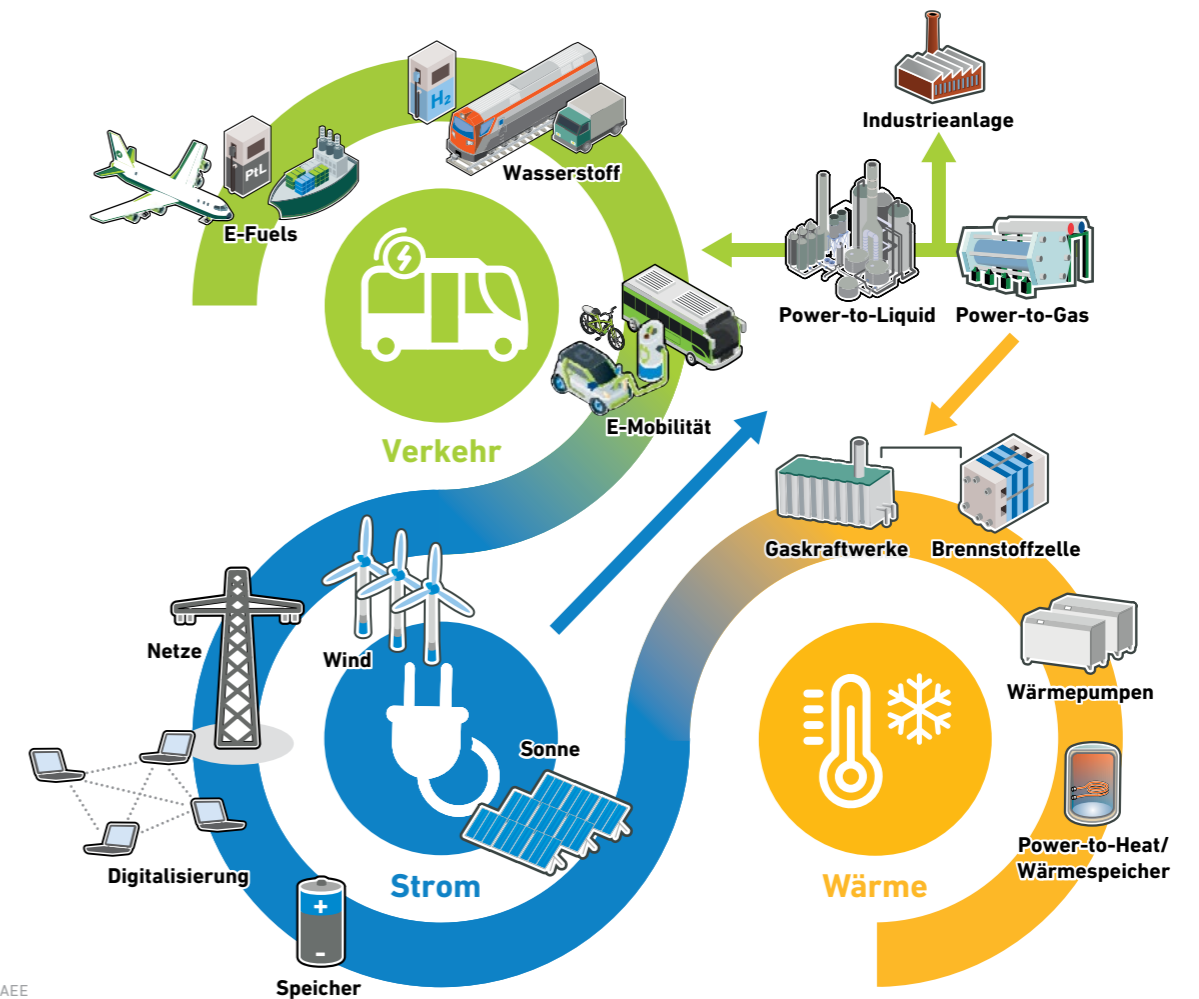 H2
Industrieanlage
PtL
Wasserstoff
E-Fuels
Power-to-Liquid
Power-to-Gas
E-Mobilität
Verkehr
Gaskraftwerke
Brennstoffzelle
Netze
Wind
Wärmepumpen
Sonne
Power-to-Heat/
Wärmespeicher
Digitalisierung
Strom
Wärme
+
-
Speicher
AEE